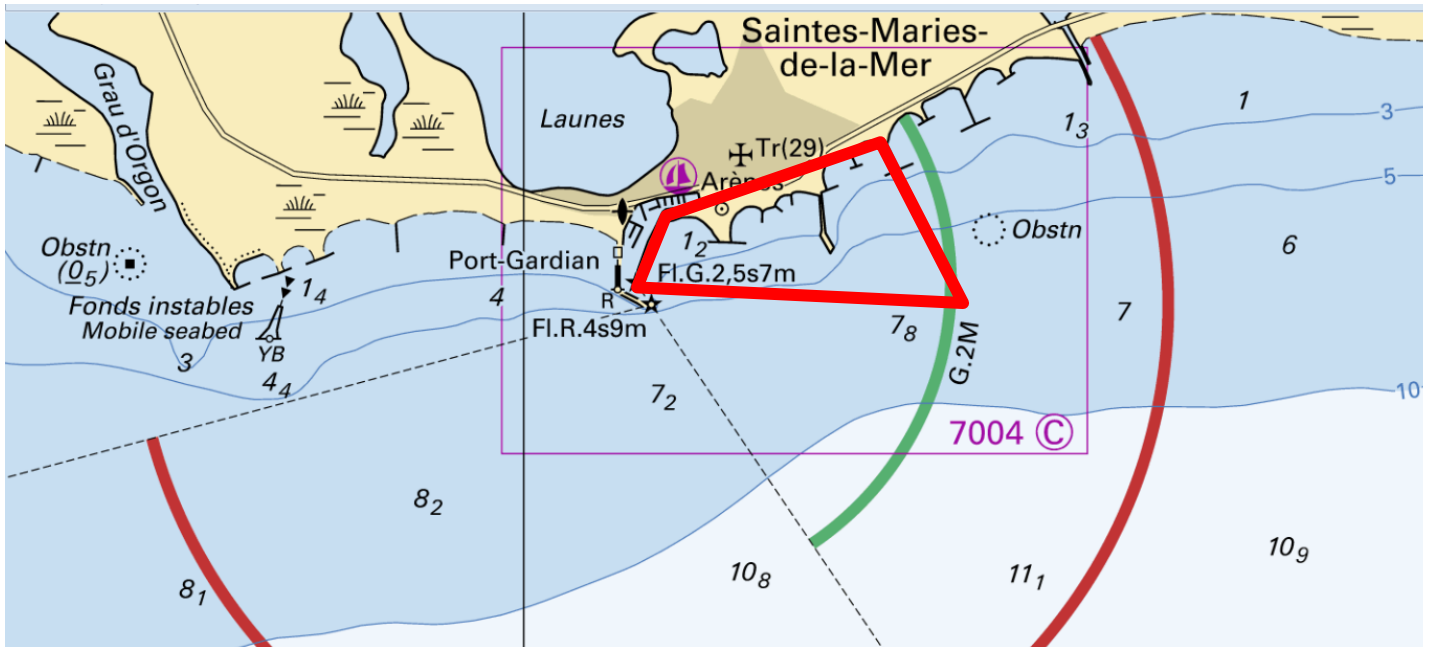 Saintes-Maries-
de-la-Mer
Grau d'Orgon
Launes
Tr(29)
Arènes
1
3
1₃
5
Obstn
(0₅)
Obstn
6
1₂
Port-Gardian
Fl.G.2,5s7m
1₄
4
Fonds instables
Mobile seabed
R
Fl.R.4s9m
7
7₈
G.2M
YB
3
4₄
7₂
10
7004 Ⓒ
8₂
8₁
10₈
11₁
10₉